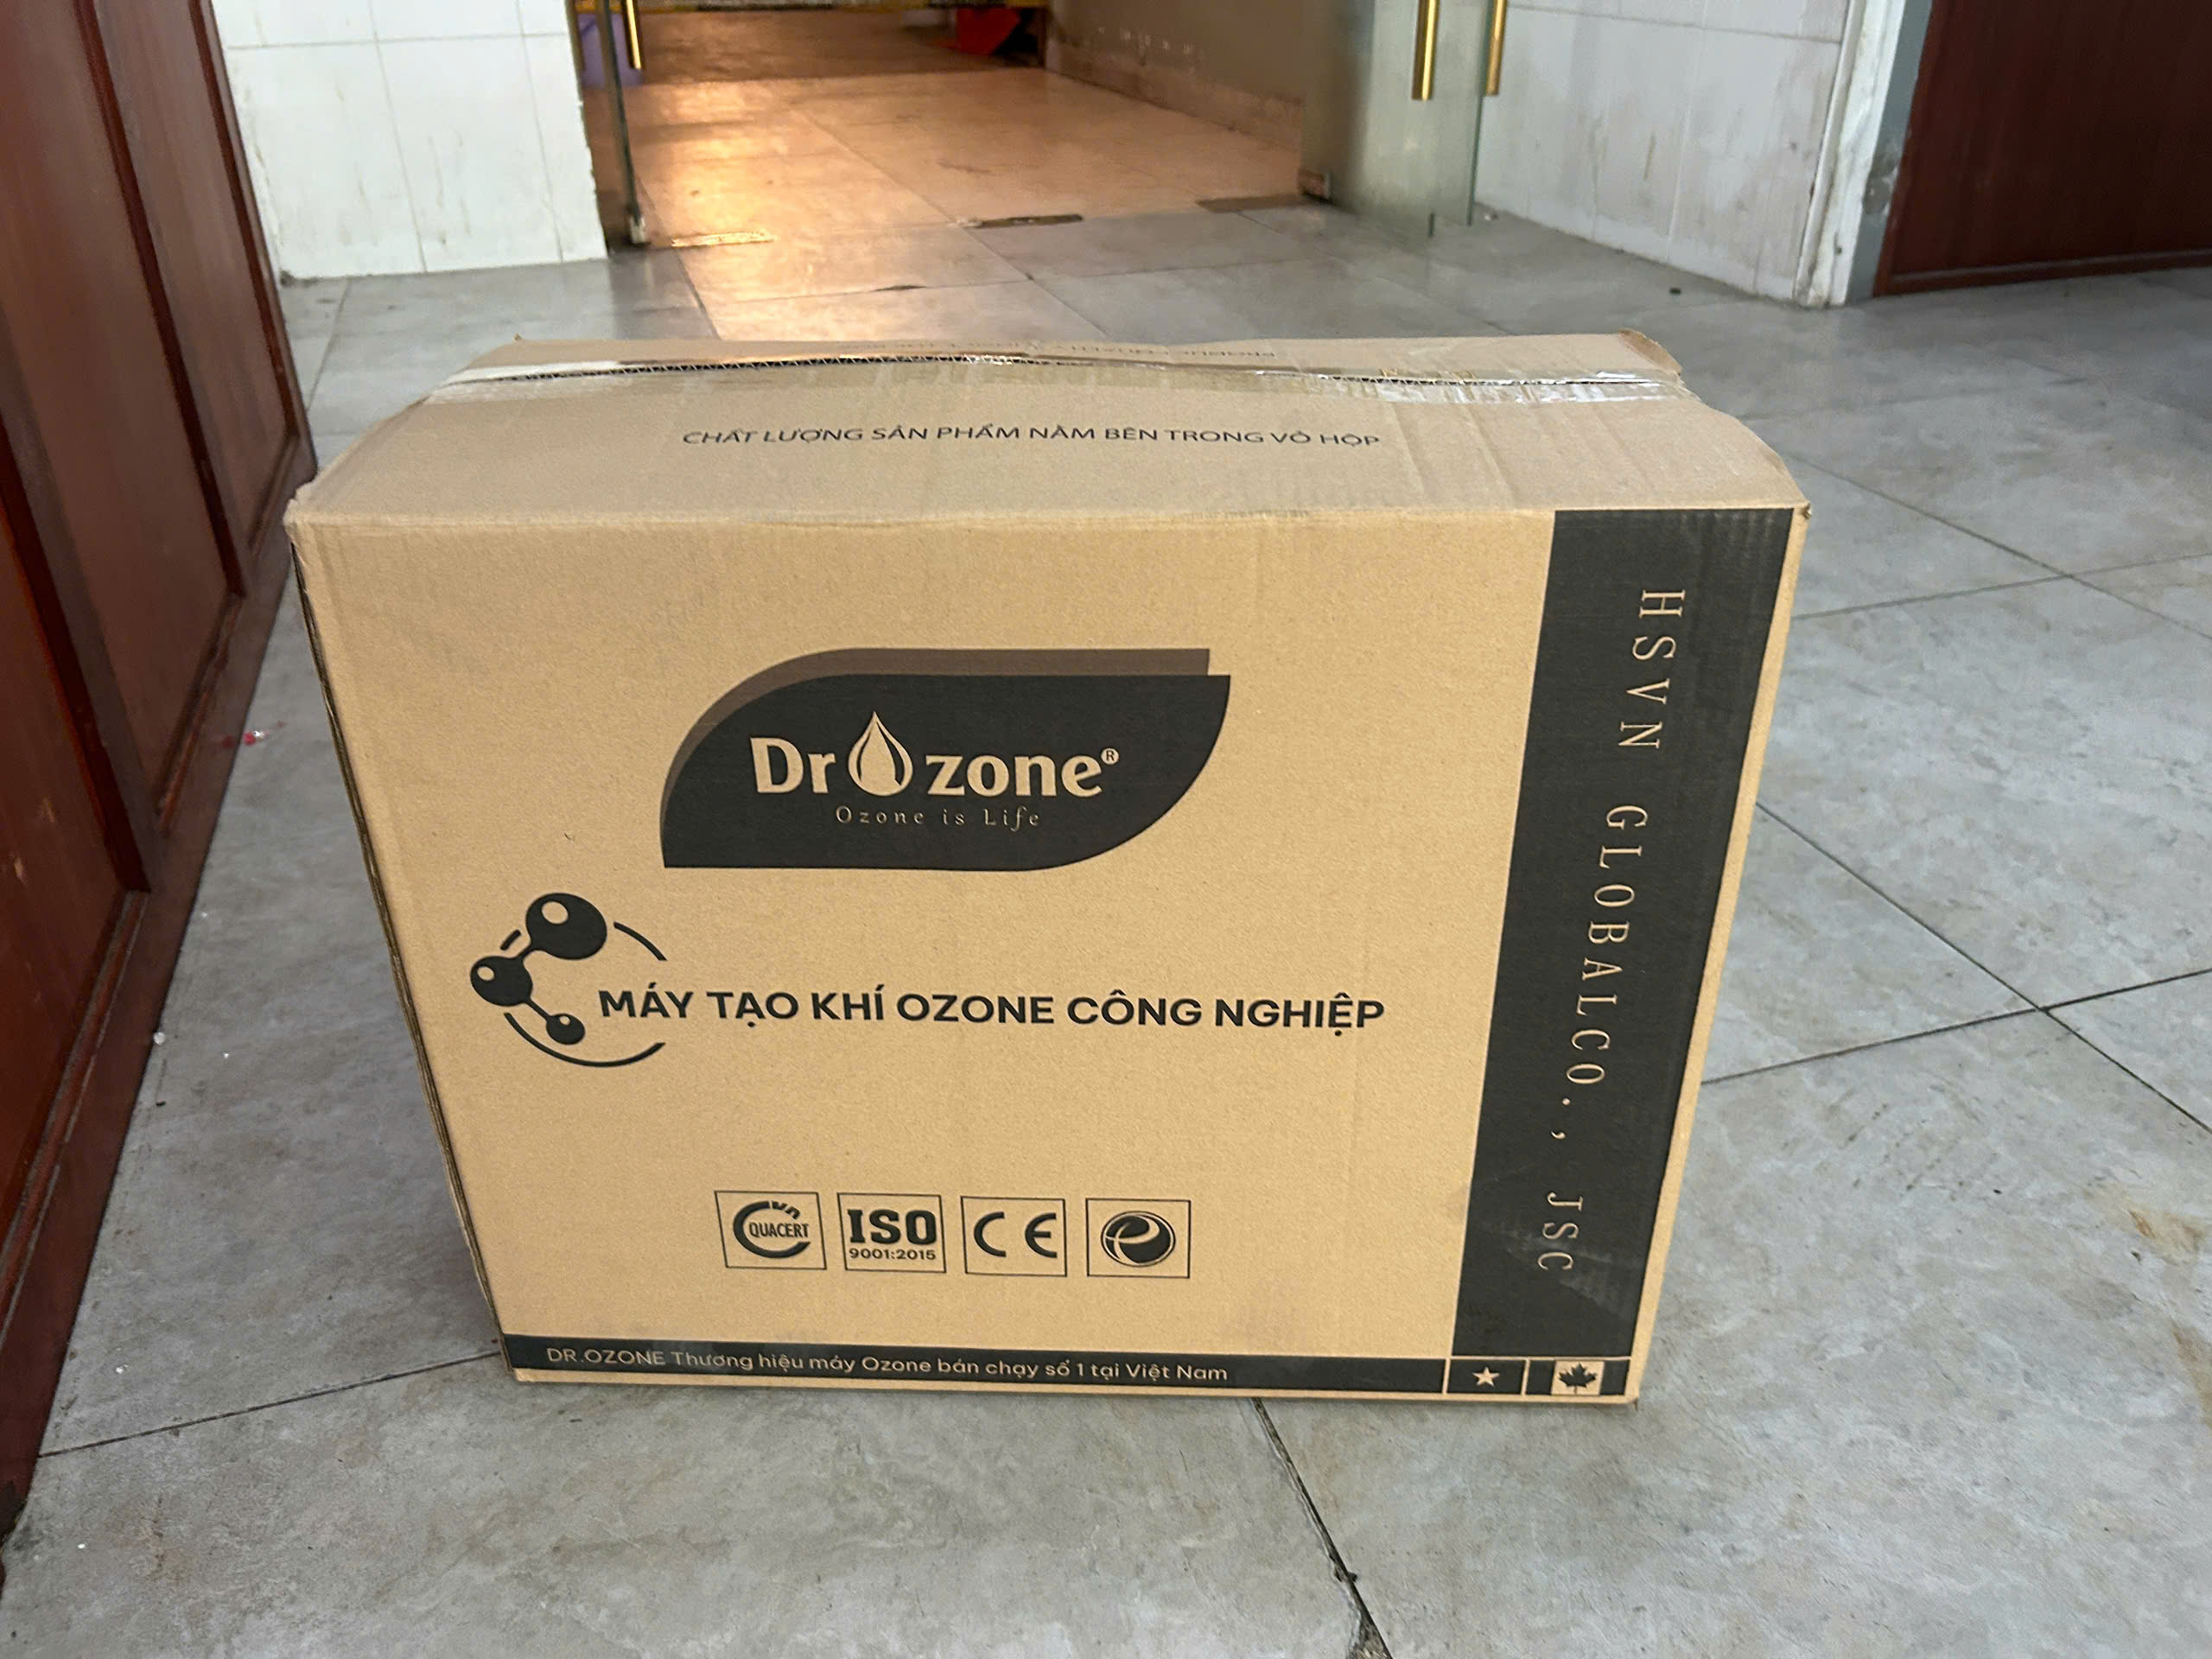 CHẤT LƯỢNG SẢN PHẨM NẰM BÊN TRONG VỎ HỘP
Dr Ozone®
Ozone is Life
MÁY TẠO KHÍ OZONE CÔNG NGHIỆP
QUACERT
ISO
9001:2015
CE
DR.OZONE Thương hiệu máy Ozone bán chạy số 1 tại Việt Nam
HSVN GLOBALCO., JSC